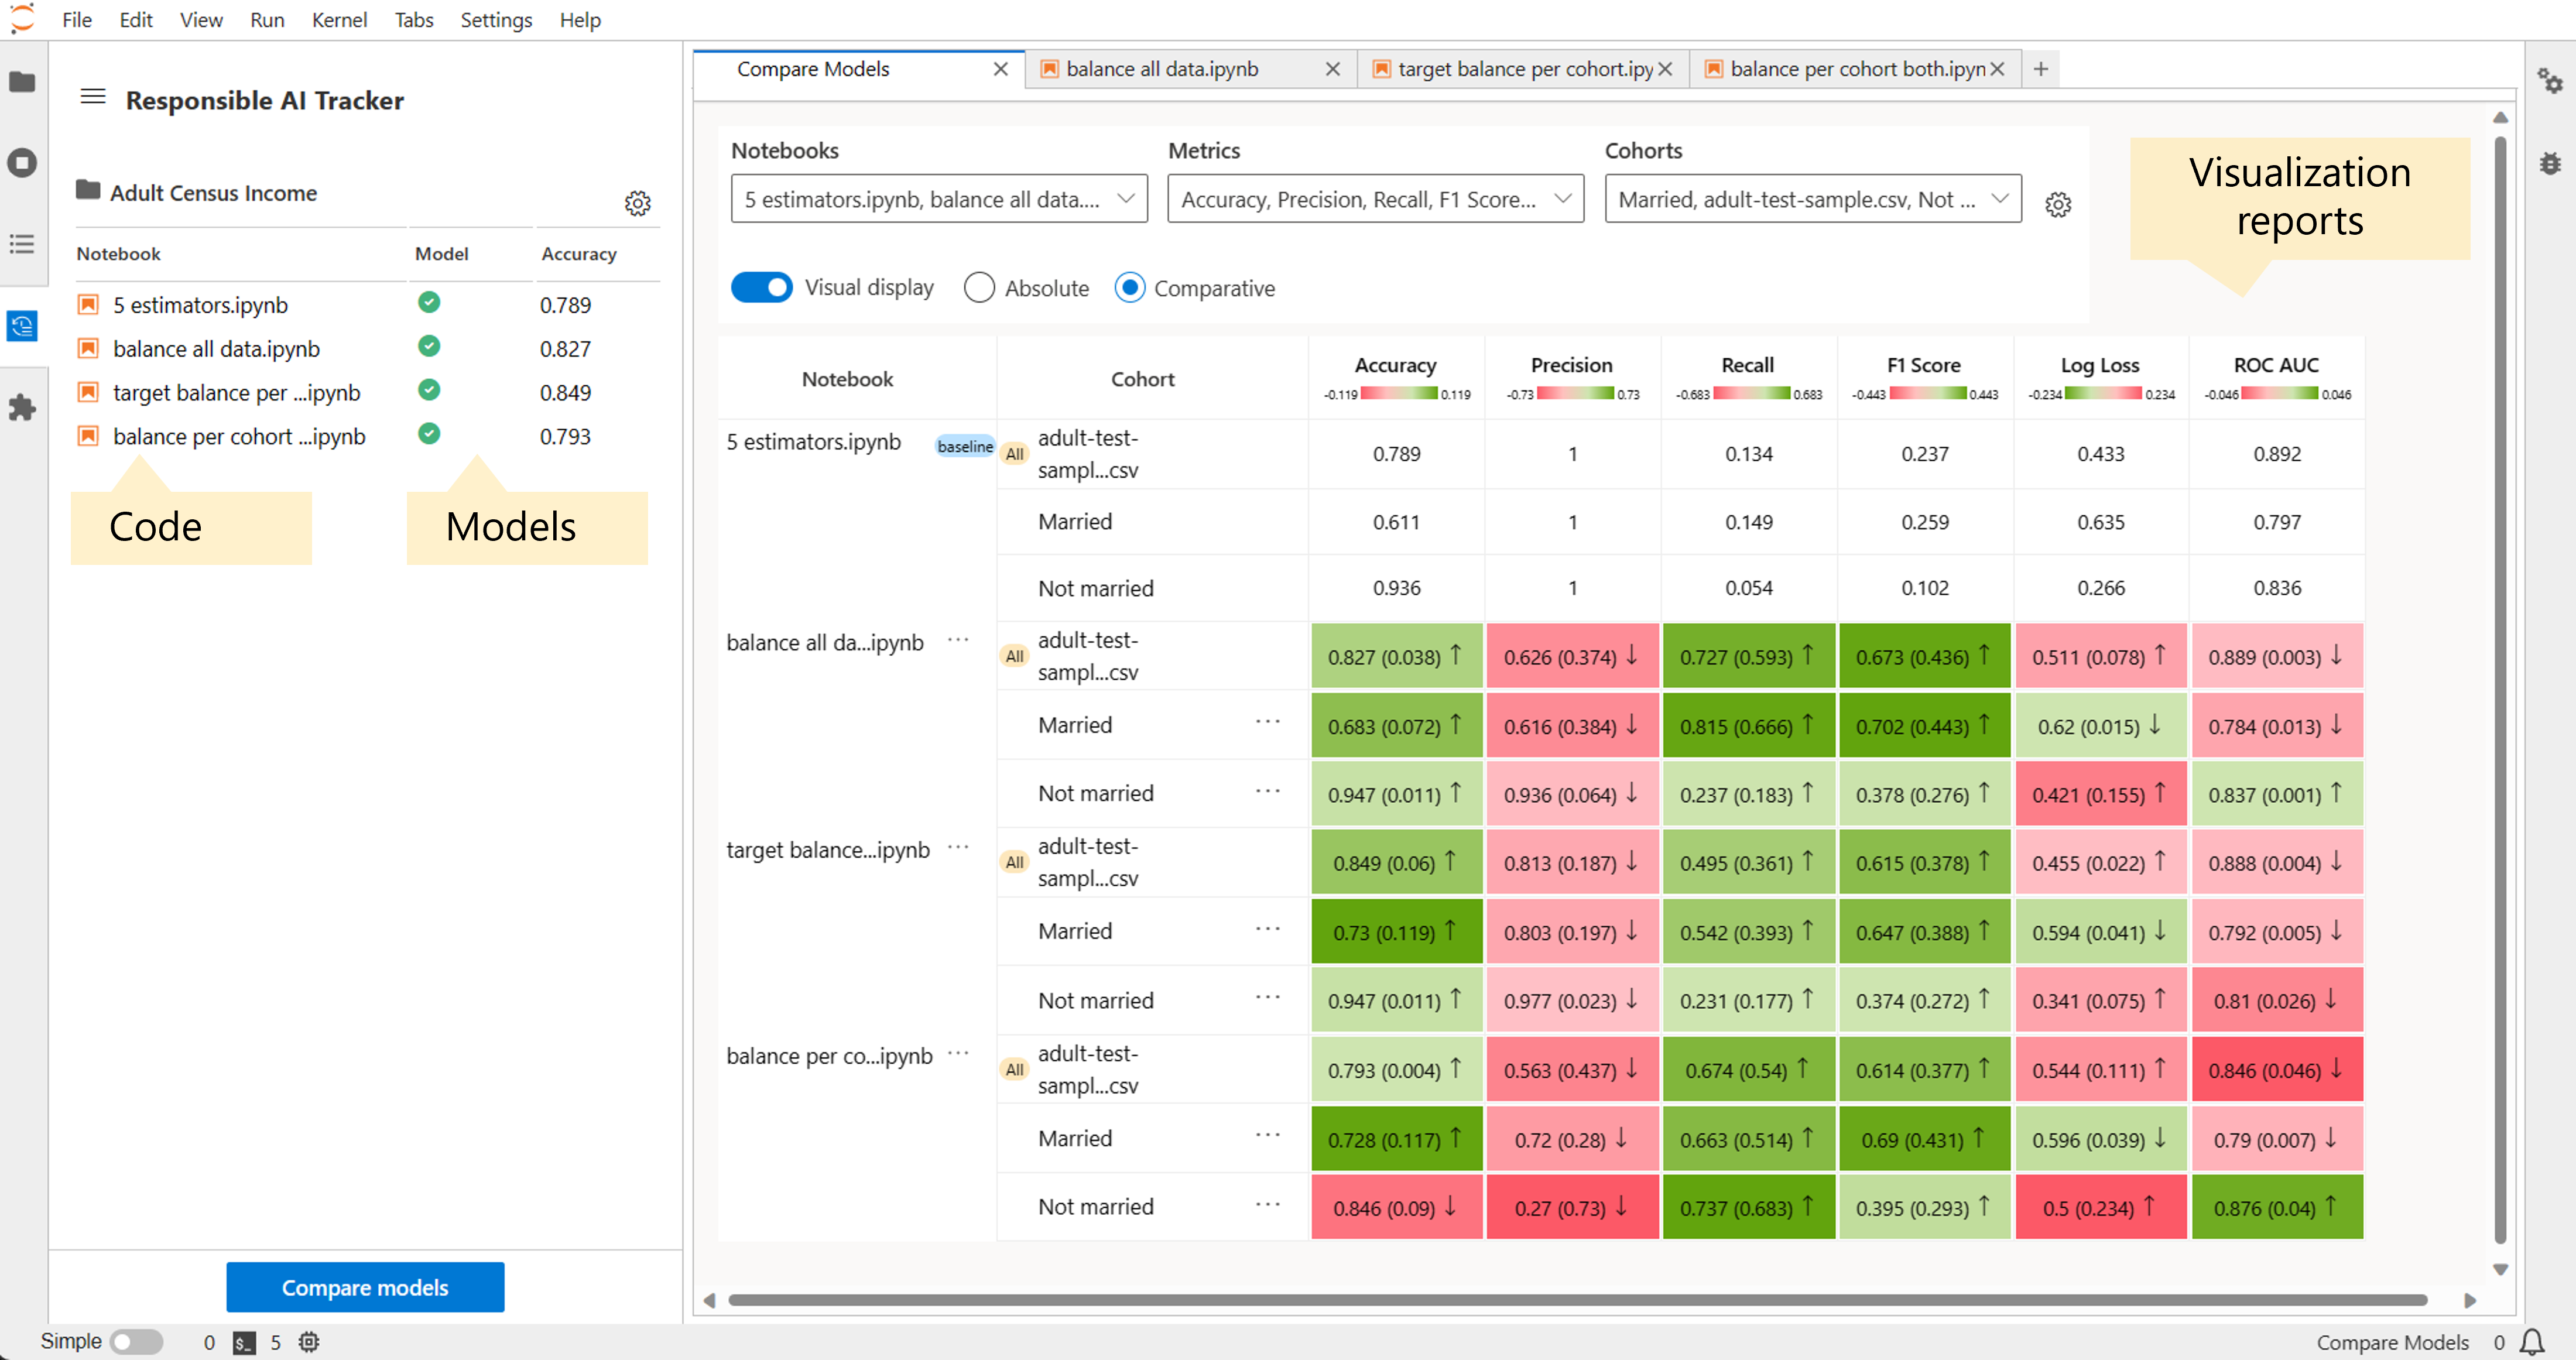 File Edit View Run Kernel Tabs Settings Help
Responsible AI Tracker
Adult Census Income
Notebook Model Accuracy
5 estimators.ipynb 0.789
balance all data.ipynb 0.827
target balance per ...ipynb 0.849
balance per cohort ...ipynb 0.793
Code
Models
Compare models
Compare Models
balance all data.ipynb
target balance per cohort.ipy
balance per cohort both.ipyn
Notebooks Metrics Cohorts
5 estimators.ipynb, balance all data.... Accuracy, Precision, Recall, F1 Score... Married, adult-test-sample.csv, Not ...
Visual display Absolute Comparative
Visualization
reports
Notebook Cohort Accuracy Precision Recall F1 Score Log Loss ROC AUC
-0.119 0.119 -0.73 0.73 -0.683 0.683 -0.443 0.443 -0.234 0.234 -0.046 0.046
5 estimators.ipynb baseline All adult-test-
sampl...csv 0.789 1 0.134 0.237 0.433 0.892
Married 0.611 1 0.149 0.259 0.635 0.797
Not married 0.936 1 0.054 0.102 0.266 0.836
balance all da...ipynb ... All adult-test-
sampl...csv 0.827 (0.038) ↑ 0.626 (0.374) ↓ 0.727 (0.593) ↑ 0.673 (0.436) ↑ 0.511 (0.078) ↑ 0.889 (0.003) ↓
Married ... 0.683 (0.072) ↑ 0.616 (0.384) ↓ 0.815 (0.666) ↑ 0.702 (0.443) ↑ 0.62 (0.015) ↓ 0.784 (0.013) ↓
Not married ... 0.947 (0.011) ↑ 0.936 (0.064) ↓ 0.237 (0.183) ↑ 0.378 (0.276) ↑ 0.421 (0.155) ↑ 0.837 (0.001) ↑
target balance...ipynb ... All adult-test-
sampl...csv 0.849 (0.06) ↑ 0.813 (0.187) ↓ 0.495 (0.361) ↑ 0.615 (0.378) ↑ 0.455 (0.022) ↑ 0.888 (0.004) ↓
Married ... 0.73 (0.119) ↑ 0.803 (0.197) ↓ 0.542 (0.393) ↑ 0.647 (0.388) ↑ 0.594 (0.041) ↓ 0.792 (0.005) ↓
Not married ... 0.947 (0.011) ↑ 0.977 (0.023) ↓ 0.231 (0.177) ↑ 0.374 (0.272) ↑ 0.341 (0.075) ↑ 0.81 (0.026) ↓
balance per co...ipynb ... All adult-test-
sampl...csv 0.793 (0.004) ↑ 0.563 (0.437) ↓ 0.674 (0.54) ↑ 0.614 (0.377) ↑ 0.544 (0.111) ↑ 0.846 (0.046) ↓
Married ... 0.728 (0.117) ↑ 0.72 (0.28) ↓ 0.663 (0.514) ↑ 0.69 (0.431) ↑ 0.596 (0.039) ↓ 0.79 (0.007) ↓
Not married ... 0.846 (0.09) ↓ 0.27 (0.73) ↓ 0.737 (0.683) ↑ 0.395 (0.293) ↑ 0.5 (0.234) ↑ 0.876 (0.04) ↑
Simple 0 $_ 5 Compare Models 0